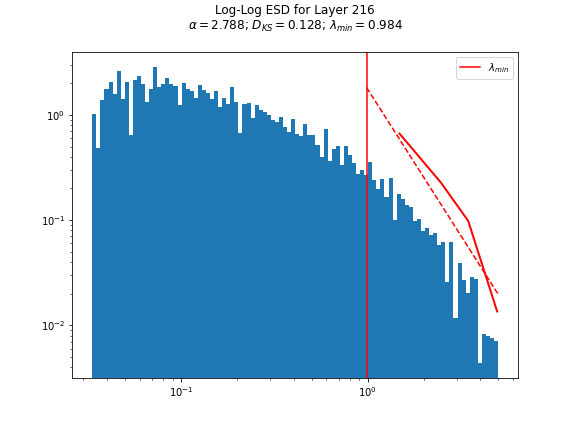 Log-Log ESD for Layer 216
α = 2.788; D_KS = 0.128; λ_min = 0.984
λ_min
10^0
10^-1
10^-2
10^-1
10^0